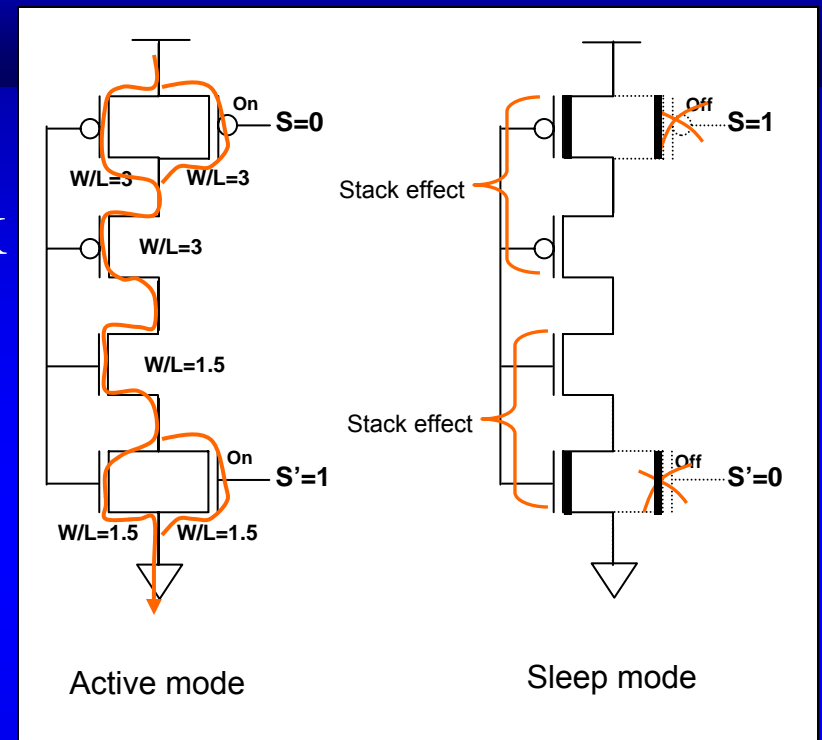 On
S=0
W/L=3
W/L=3
W/L=3
W/L=1.5
On
S'=1
W/L=1.5
W/L=1.5
Active mode
Off
S=1
Stack effect
Stack effect
Off
S'=0
Sleep mode